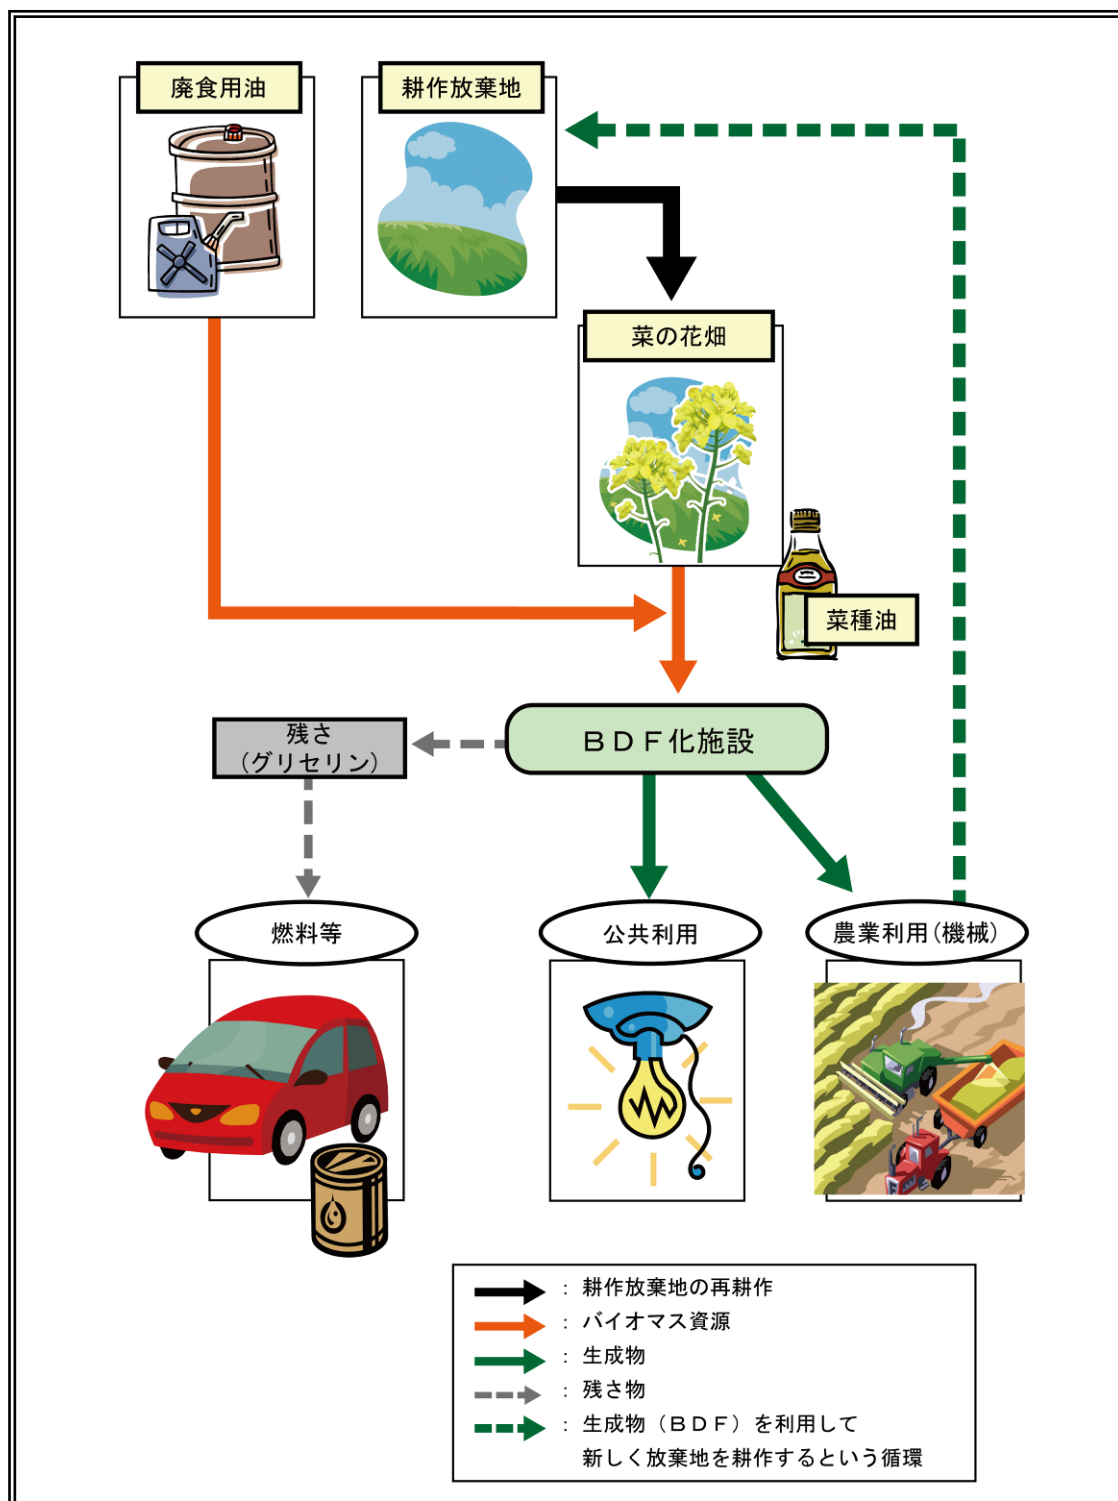 廃食用油
耕作放棄地
菜の花畑
菜種油
ＢＤＦ化施設
残さ
（グリセリン）
燃料等
公共利用
農業利用（機械）
： 耕作放棄地の再耕作
： バイオマス資源
： 生成物
： 残さ物
： 生成物（ＢＤＦ）を利用して
新しく放棄地を耕作するという循環